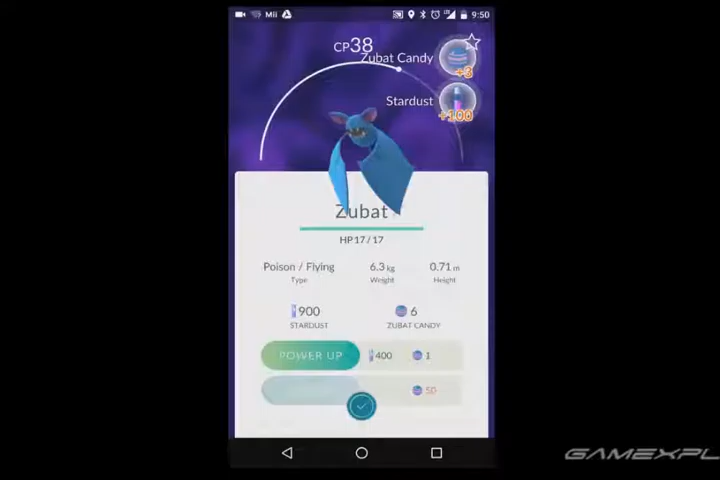 Mii 9:50
CP38
Zubat Candy
+3
Stardust
+100
Zubat
HP 17 / 17
Poison / Flying 6.3 kg 0.71 m
Type Weight Height
900 6
STARDUST ZUBAT CANDY
POWER UP 400 1
50
GAMEXPL